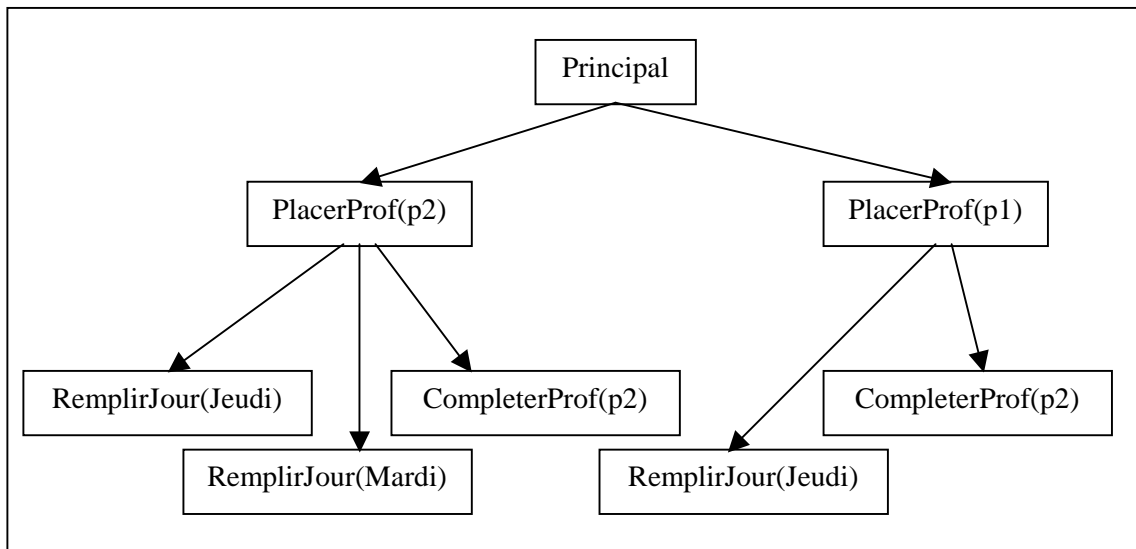 Principal
PlacerProf(p2)
PlacerProf(p1)
RemplirJour(Jeudi)
CompleterProf(p2)
CompleterProf(p2)
RemplirJour(Mardi)
RemplirJour(Jeudi)